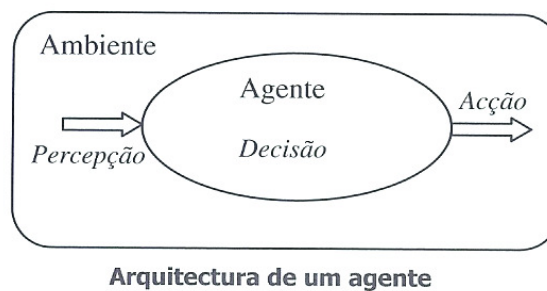 Ambiente
Agente
Acção
Percepção
Decisão
Arquitectura de um agente